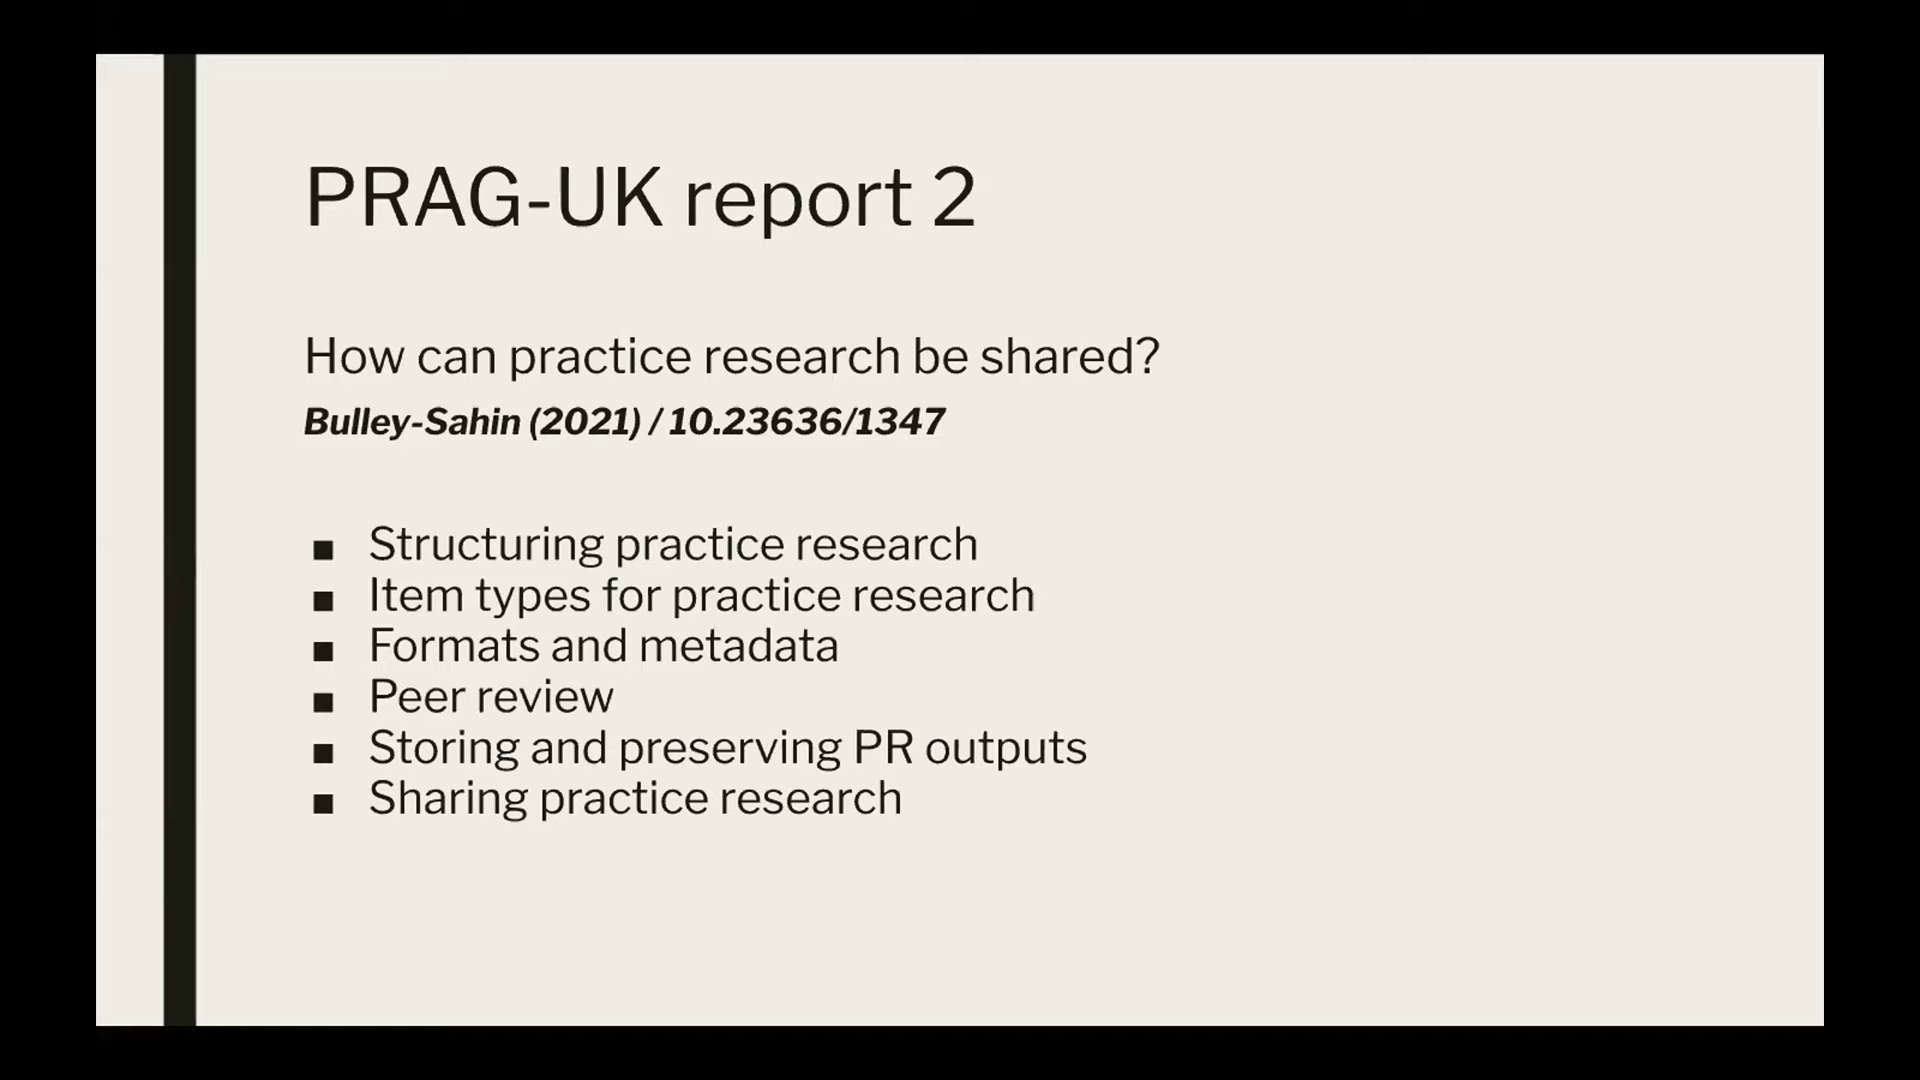 PRAG-UK report 2
How can practice research be shared?
Bulley-Sahin (2021) / 10.23636/1347
▪ Structuring practice research
▪ Item types for practice research
▪ Formats and metadata
▪ Peer review
▪ Storing and preserving PR outputs
▪ Sharing practice research